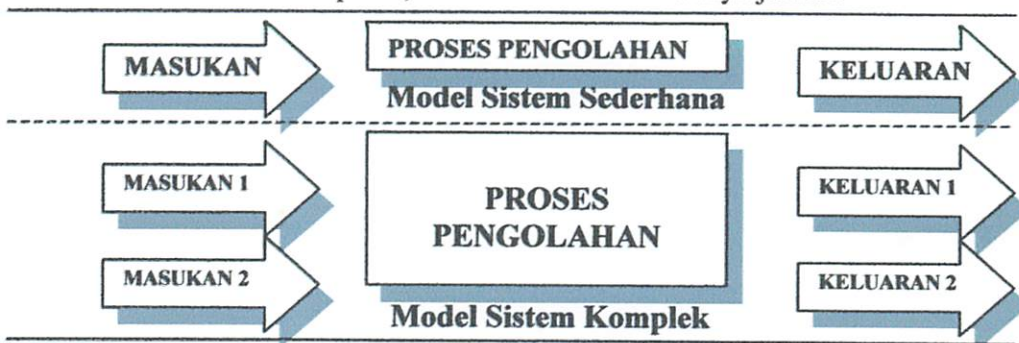 MASUKAN
PROSES PENGOLAHAN
KELUARAN
Model Sistem Sederhana
MASUKAN 1
PROSES
PENGOLAHAN
KELUARAN 1
MASUKAN 2
KELUARAN 2
Model Sistem Komplek